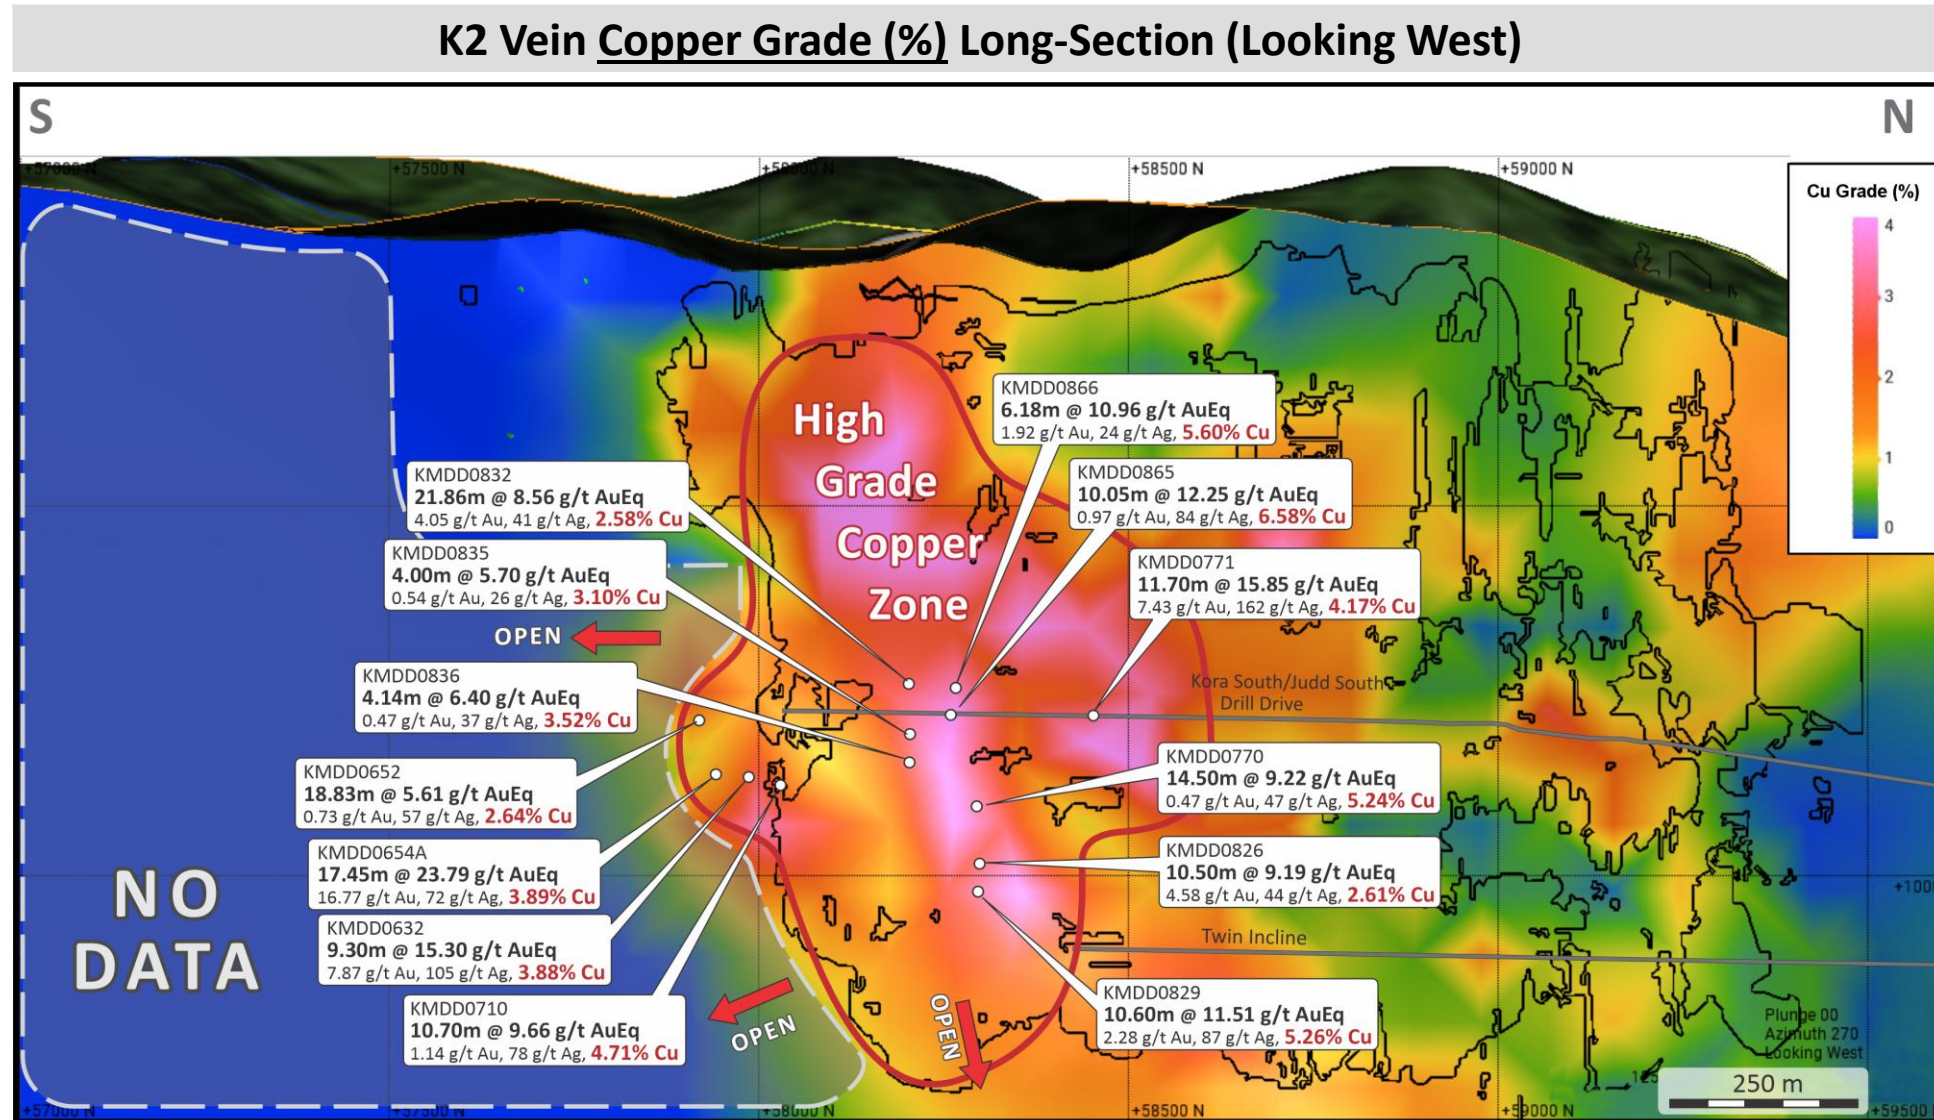 K2 Vein Copper Grade (%) Long-Section (Looking West)
S
N
+57000 N
+57500 N
+58000 N
+58500 N
+59000 N
Cu Grade (%)
4
3
2
1
0
High
Grade
Copper
Zone
KMDD0866
6.18m @ 10.96 g/t AuEq
1.92 g/t Au, 24 g/t Ag, 5.60% Cu
KMDD0865
10.05m @ 12.25 g/t AuEq
0.97 g/t Au, 84 g/t Ag, 6.58% Cu
KMDD0832
21.86m @ 8.56 g/t AuEq
4.05 g/t Au, 41 g/t Ag, 2.58% Cu
KMDD0835
4.00m @ 5.70 g/t AuEq
0.54 g/t Au, 26 g/t Ag, 3.10% Cu
KMDD0771
11.70m @ 15.85 g/t AuEq
7.43 g/t Au, 162 g/t Ag, 4.17% Cu
OPEN
KMDD0836
4.14m @ 6.40 g/t AuEq
0.47 g/t Au, 37 g/t Ag, 3.52% Cu
Kora South/Judd South
Drill Drive
KMDD0652
18.83m @ 5.61 g/t AuEq
0.73 g/t Au, 57 g/t Ag, 2.64% Cu
KMDD0770
14.50m @ 9.22 g/t AuEq
0.47 g/t Au, 47 g/t Ag, 5.24% Cu
KMDD0654A
17.45m @ 23.79 g/t AuEq
16.77 g/t Au, 72 g/t Ag, 3.89% Cu
KMDD0826
10.50m @ 9.19 g/t AuEq
4.58 g/t Au, 44 g/t Ag, 2.61% Cu
+100
NO
DATA
KMDD0632
9.30m @ 15.30 g/t AuEq
7.87 g/t Au, 105 g/t Ag, 3.88% Cu
Twin Incline
KMDD0710
10.70m @ 9.66 g/t AuEq
1.14 g/t Au, 78 g/t Ag, 4.71% Cu
OPEN
OPEN
KMDD0829
10.60m @ 11.51 g/t AuEq
2.28 g/t Au, 87 g/t Ag, 5.26% Cu
Plunge 00
Azimuth 270
Looking West
125
250 m
+57000 N
+57500 N
+58000 N
+58500 N
+59000 N
+59500